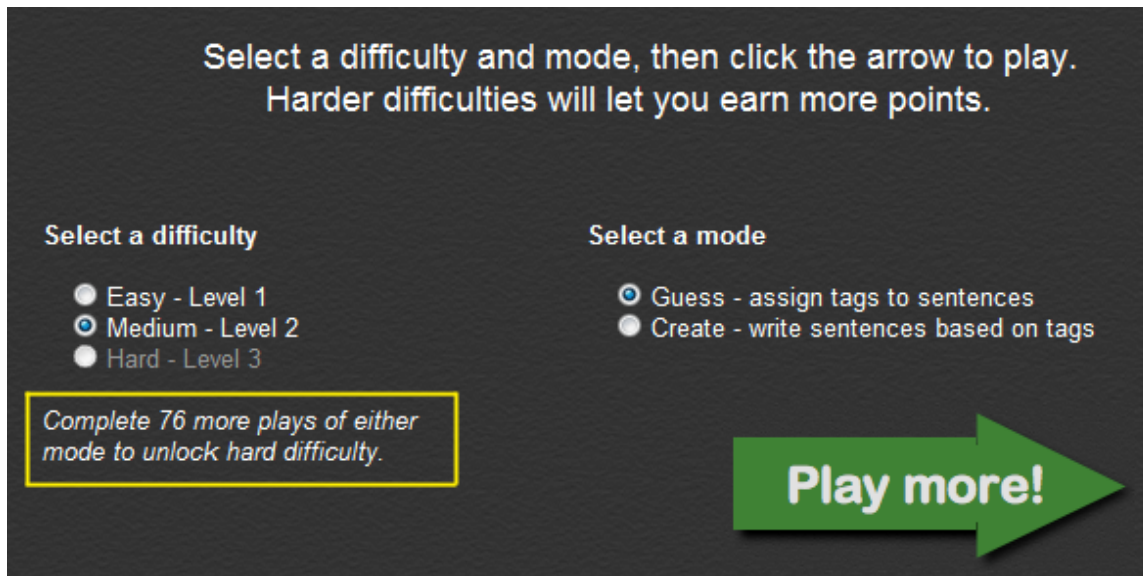 Select a difficulty and mode, then click the arrow to play.
Harder difficulties will let you earn more points.
Select a difficulty
Easy - Level 1
Medium - Level 2
Hard - Level 3
Complete 76 more plays of either
mode to unlock hard difficulty.
Select a mode
Guess - assign tags to sentences
Create - write sentences based on tags
Play more!